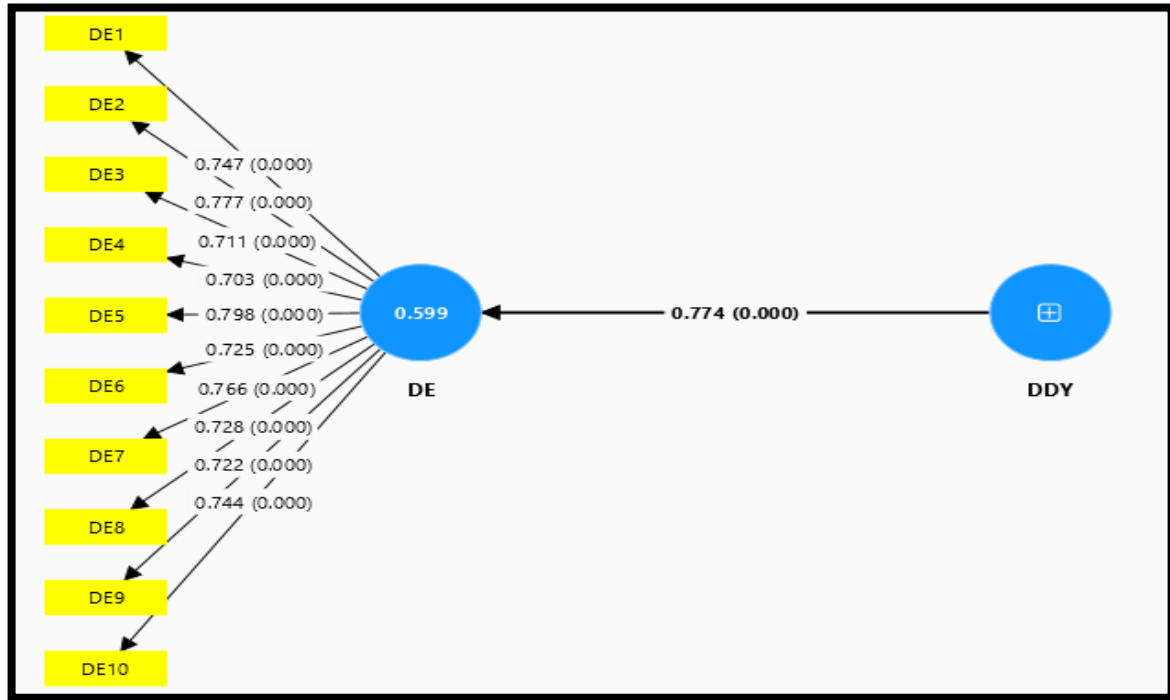 DE1
DE2
DE3
DE4
DE5
DE6
DE7
DE8
DE9
DE10
0.747 (0.000)
0.777 (0.000)
0.711 (0.000)
0.703 (0.000)
0.798 (0.000)
0.725 (0.000)
0.766 (0.000)
0.728 (0.000)
0.722 (0.000)
0.744 (0.000)
0.599
DE
0.774 (0.000)
DDY